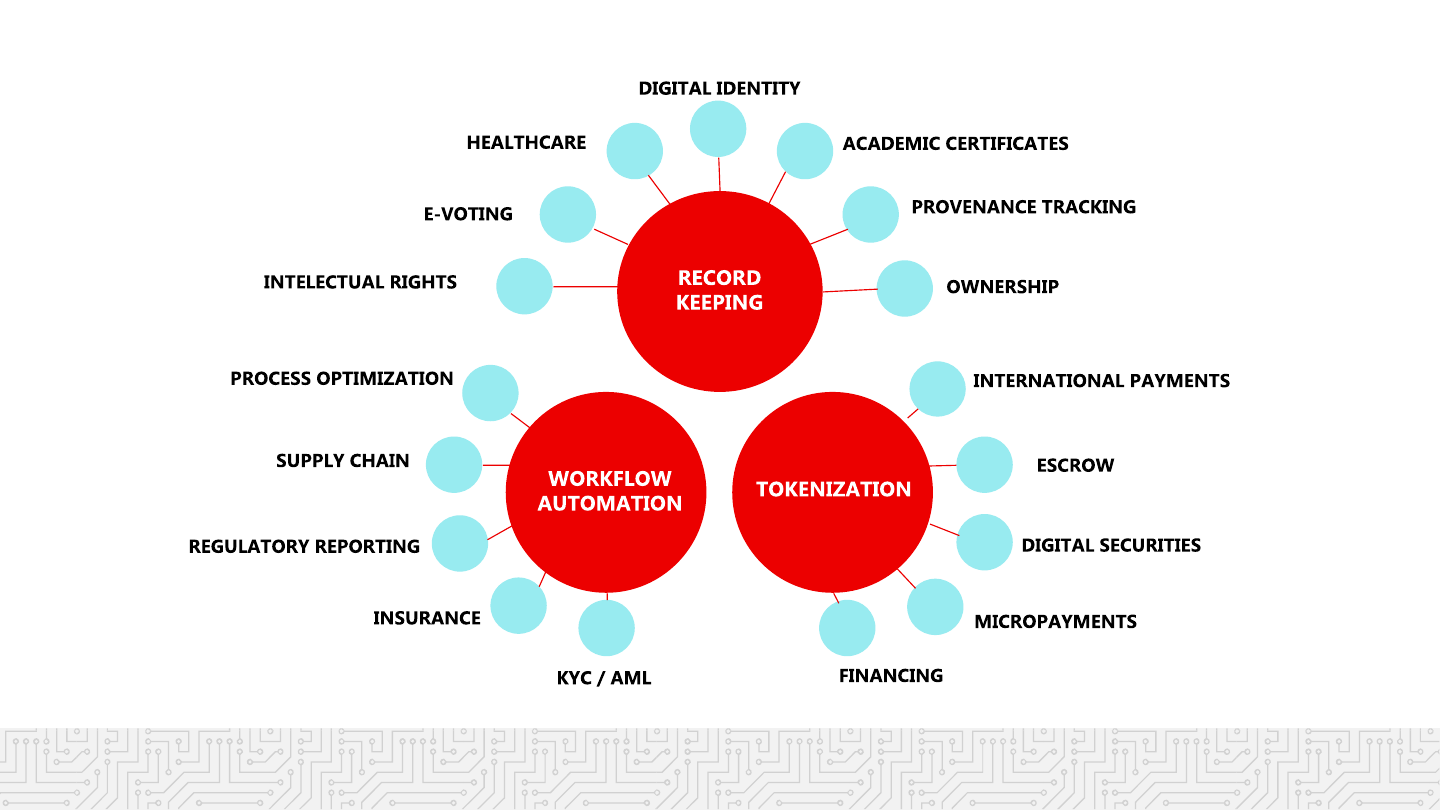 DIGITAL IDENTITY
HEALTHCARE
ACADEMIC CERTIFICATES
E-VOTING
PROVENANCE TRACKING
INTELECTUAL RIGHTS
RECORD
KEEPING
OWNERSHIP
PROCESS OPTIMIZATION
INTERNATIONAL PAYMENTS
SUPPLY CHAIN
WORKFLOW
AUTOMATION
TOKENIZATION
ESCROW
REGULATORY REPORTING
DIGITAL SECURITIES
INSURANCE
MICROPAYMENTS
KYC / AML
FINANCING